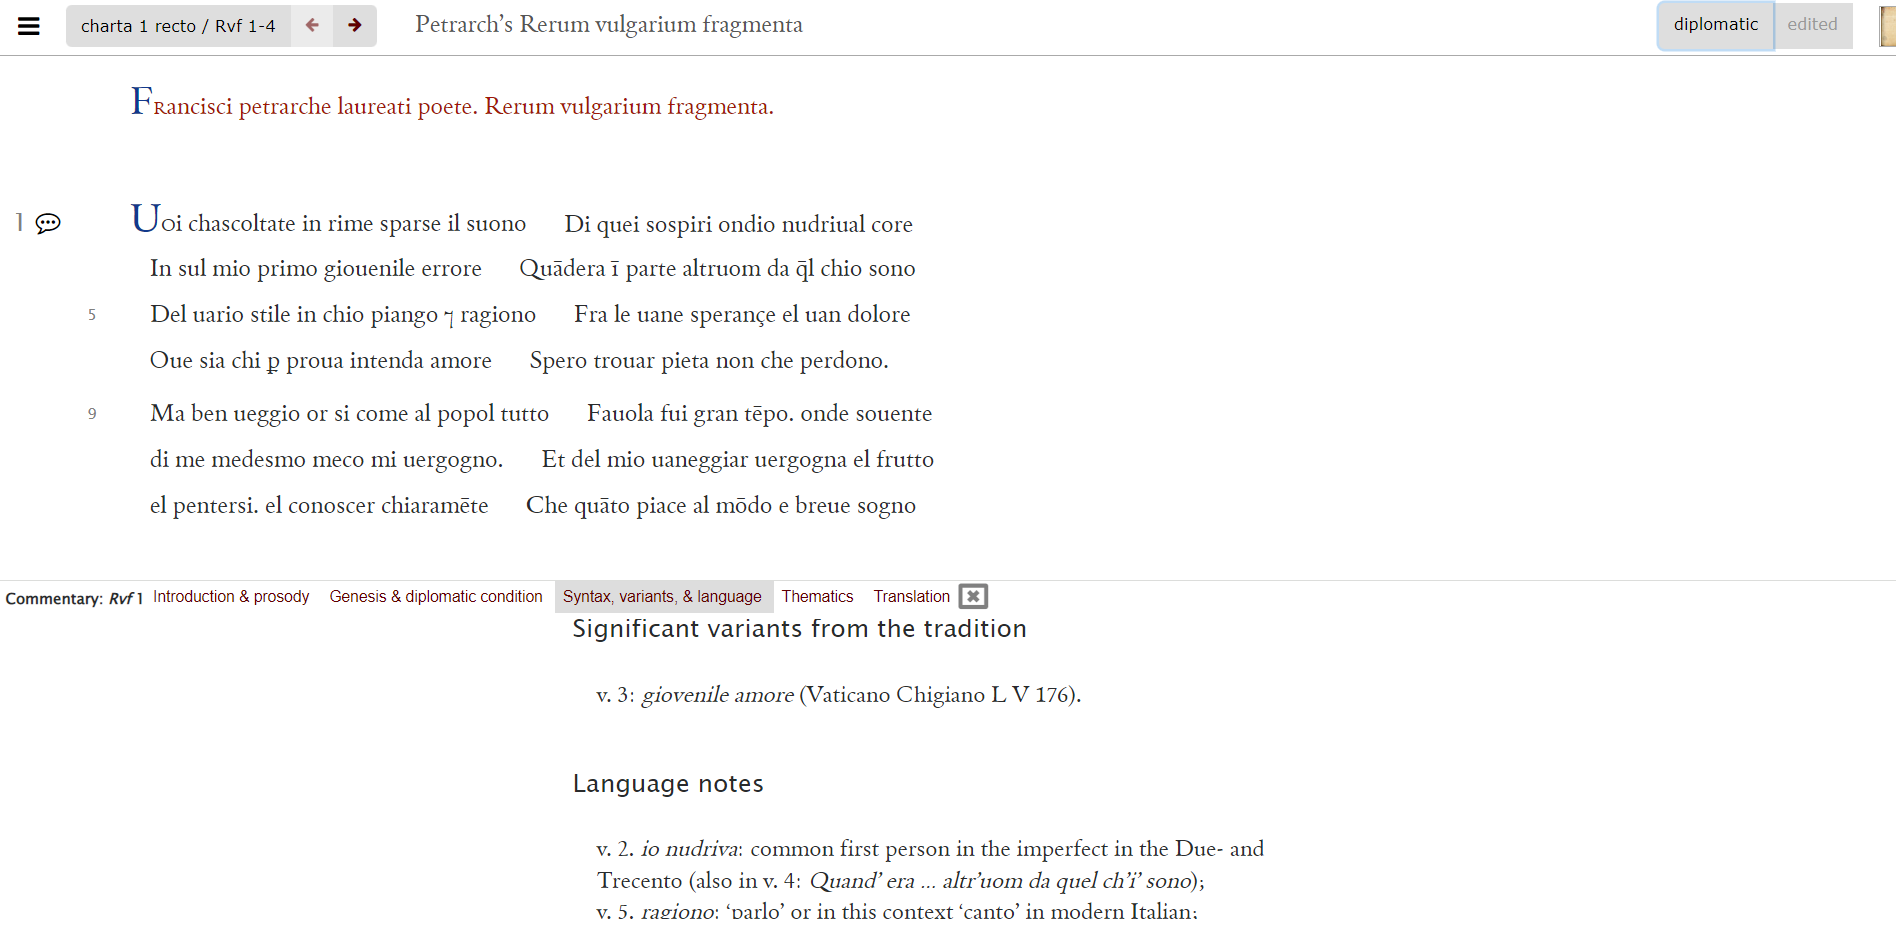 charta 1 recto / Rvf 1-4 Petrarch’s Rerum vulgarium fragmenta diplomatic edited
FRancisci petrarche laureati poete. Rerum vulgarium fragmenta.
1 UOi chascoltate in rime sparse il suono Di quei sospiri ondio nudriual core
In sul mio primo giouenile errore Quādera ī parte altruom da q̄l chio sono
5 Del uario stile in chio piango ⁊ ragiono Fra le uane sperançe el uan dolore
Oue sia chi ꝑ proua intenda amore Spero trouar pieta non che perdono.
9 Ma ben ueggio or si come al popol tutto Fauola fui gran tēpo. onde souente
di me medesmo meco mi uergogno. Et del mio uaneggiar uergogna el frutto
el pentersi. el conoscer chiaramēte Che quāto piace al mōdo e breue sogno
Commentary: Rvf 1 Introduction & prosody Genesis & diplomatic condition Syntax, variants, & language Thematics Translation
Significant variants from the tradition
v. 3: giovenile amore (Vaticano Chigiano L V 176).
Language notes
v. 2. io nudriva: common first person in the imperfect in the Due- and
Trecento (also in v. 4: Quand’ era ... altr’uom da quel ch’i’ sono);
v. 5. ragiono: ‘parlo’ or in this context ‘canto’ in modern Italian;